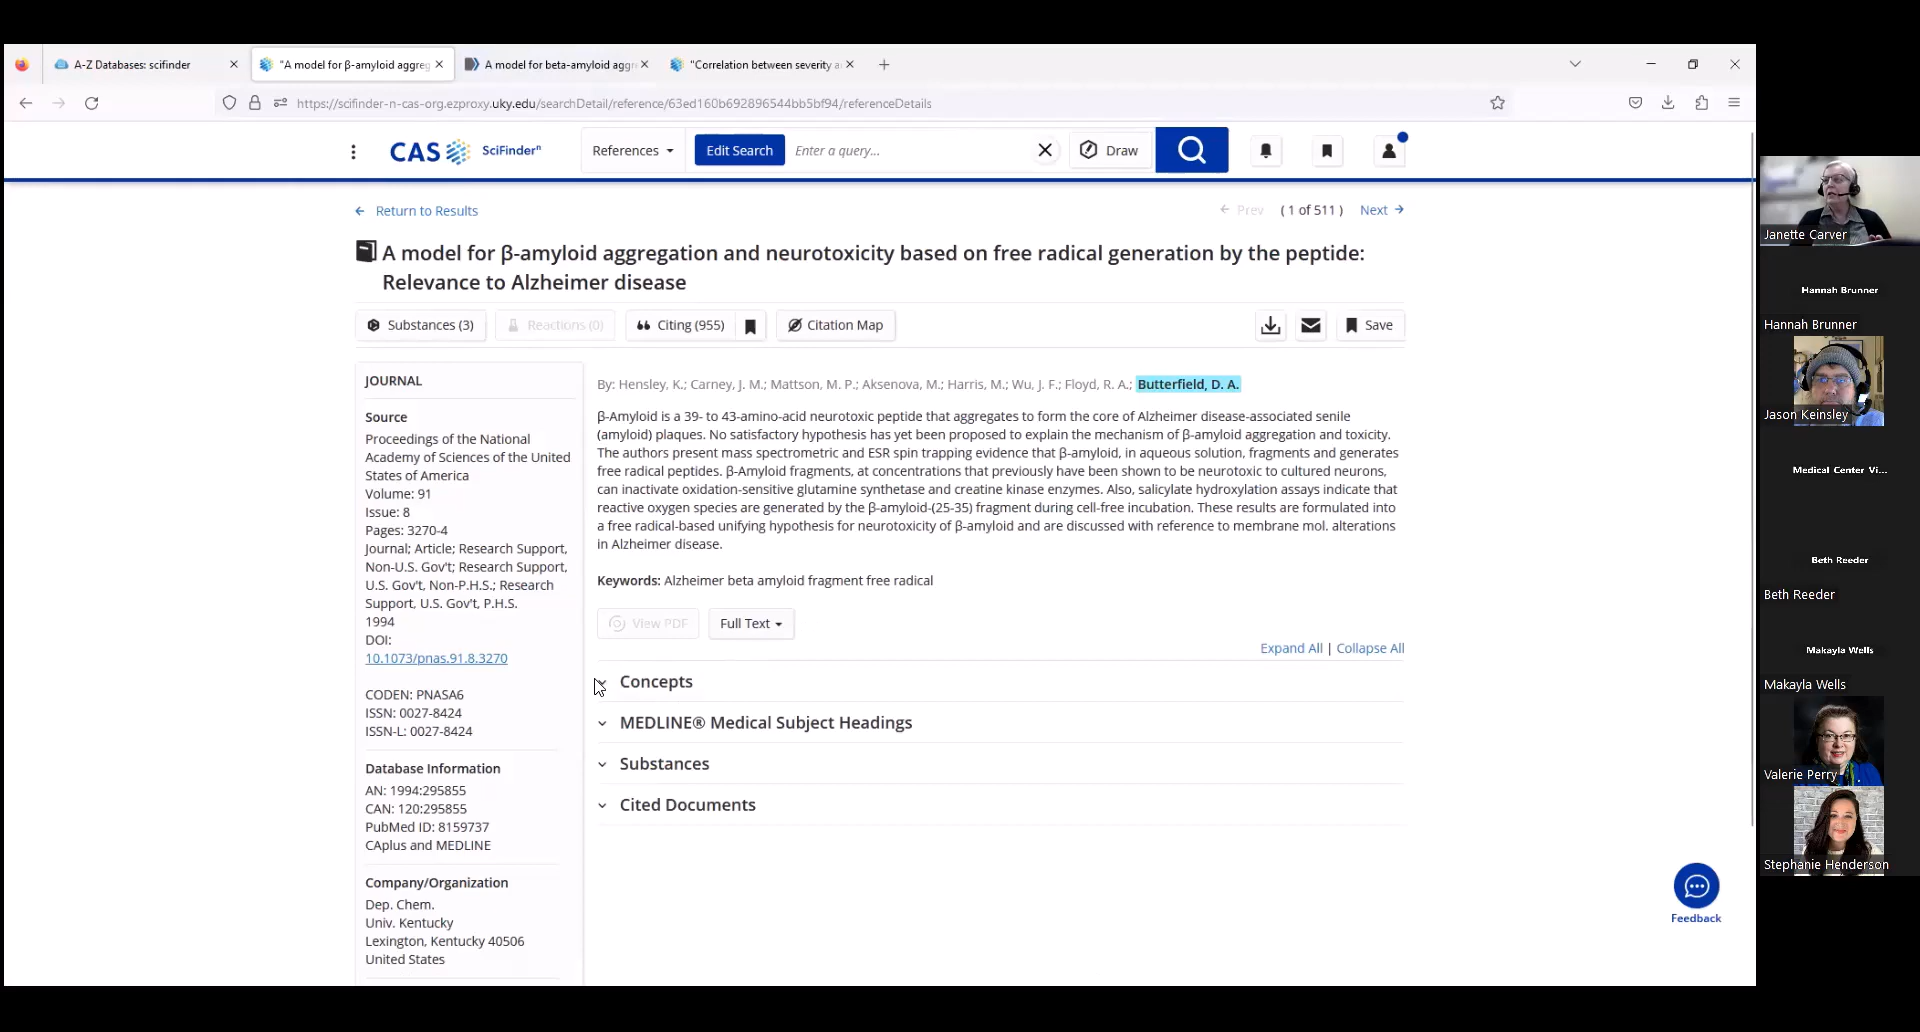 A-Z Databases: scifinder
"A model for β-amyloid aggreg
A model for beta-amyloid aggr
"Correlation between severity a
https://scifinder-n-cas-org.ezproxy.uky.edu/searchDetail/reference/63ed160b692896544bb5bf94/referenceDetails
CAS SciFinderⁿ
References
Edit Search
Enter a query...
Draw
Return to Results
Prev
( 1 of 511 )
Next
A model for β-amyloid aggregation and neurotoxicity based on free radical generation by the peptide:
Relevance to Alzheimer disease
Substances (3)
Reactions (0)
Citing (955)
Citation Map
Save
JOURNAL
Source
Proceedings of the National
Academy of Sciences of the United
States of America
Volume: 91
Issue: 8
Pages: 3270-4
Journal; Article; Research Support,
Non-U.S. Gov't; Research Support,
U.S. Gov't, Non-P.H.S.; Research
Support, U.S. Gov't, P.H.S.
1994
DOI:
10.1073/pnas.91.8.3270
CODEN: PNASA6
ISSN: 0027-8424
ISSN-L: 0027-8424
Database Information
AN: 1994:295855
CAN: 120:295855
PubMed ID: 8159737
CAplus and MEDLINE
Company/Organization
Dep. Chem.
Univ. Kentucky
Lexington, Kentucky 40506
United States
By: Hensley, K.; Carney, J. M.; Mattson, M. P.; Aksenova, M.; Harris, M.; Wu, J. F.; Floyd, R. A.; Butterfield, D. A.
β-Amyloid is a 39- to 43-amino-acid neurotoxic peptide that aggregates to form the core of Alzheimer disease-associated senile
(amyloid) plaques. No satisfactory hypothesis has yet been proposed to explain the mechanism of β-amyloid aggregation and toxicity.
The authors present mass spectrometric and ESR spin trapping evidence that β-amyloid, in aqueous solution, fragments and generates
free radical peptides. β-Amyloid fragments, at concentrations that previously have been shown to be neurotoxic to cultured neurons,
can inactivate oxidation-sensitive glutamine synthetase and creatine kinase enzymes. Also, salicylate hydroxylation assays indicate that
reactive oxygen species are generated by the β-amyloid-(25-35) fragment during cell-free incubation. These results are formulated into
a free radical-based unifying hypothesis for neurotoxicity of β-amyloid and are discussed with reference to membrane mol. alterations
in Alzheimer disease.
Keywords: Alzheimer beta amyloid fragment free radical
View PDF
Full Text
Expand All | Collapse All
Concepts
MEDLINE® Medical Subject Headings
Substances
Cited Documents
Feedback
Janette Carver
Hannah Brunner
Hannah Brunner
Jason Keinsley
Medical Center Vi...
Beth Reeder
Beth Reeder
Makayla Wells
Makayla Wells
Valerie Perry
Stephanie Henderson